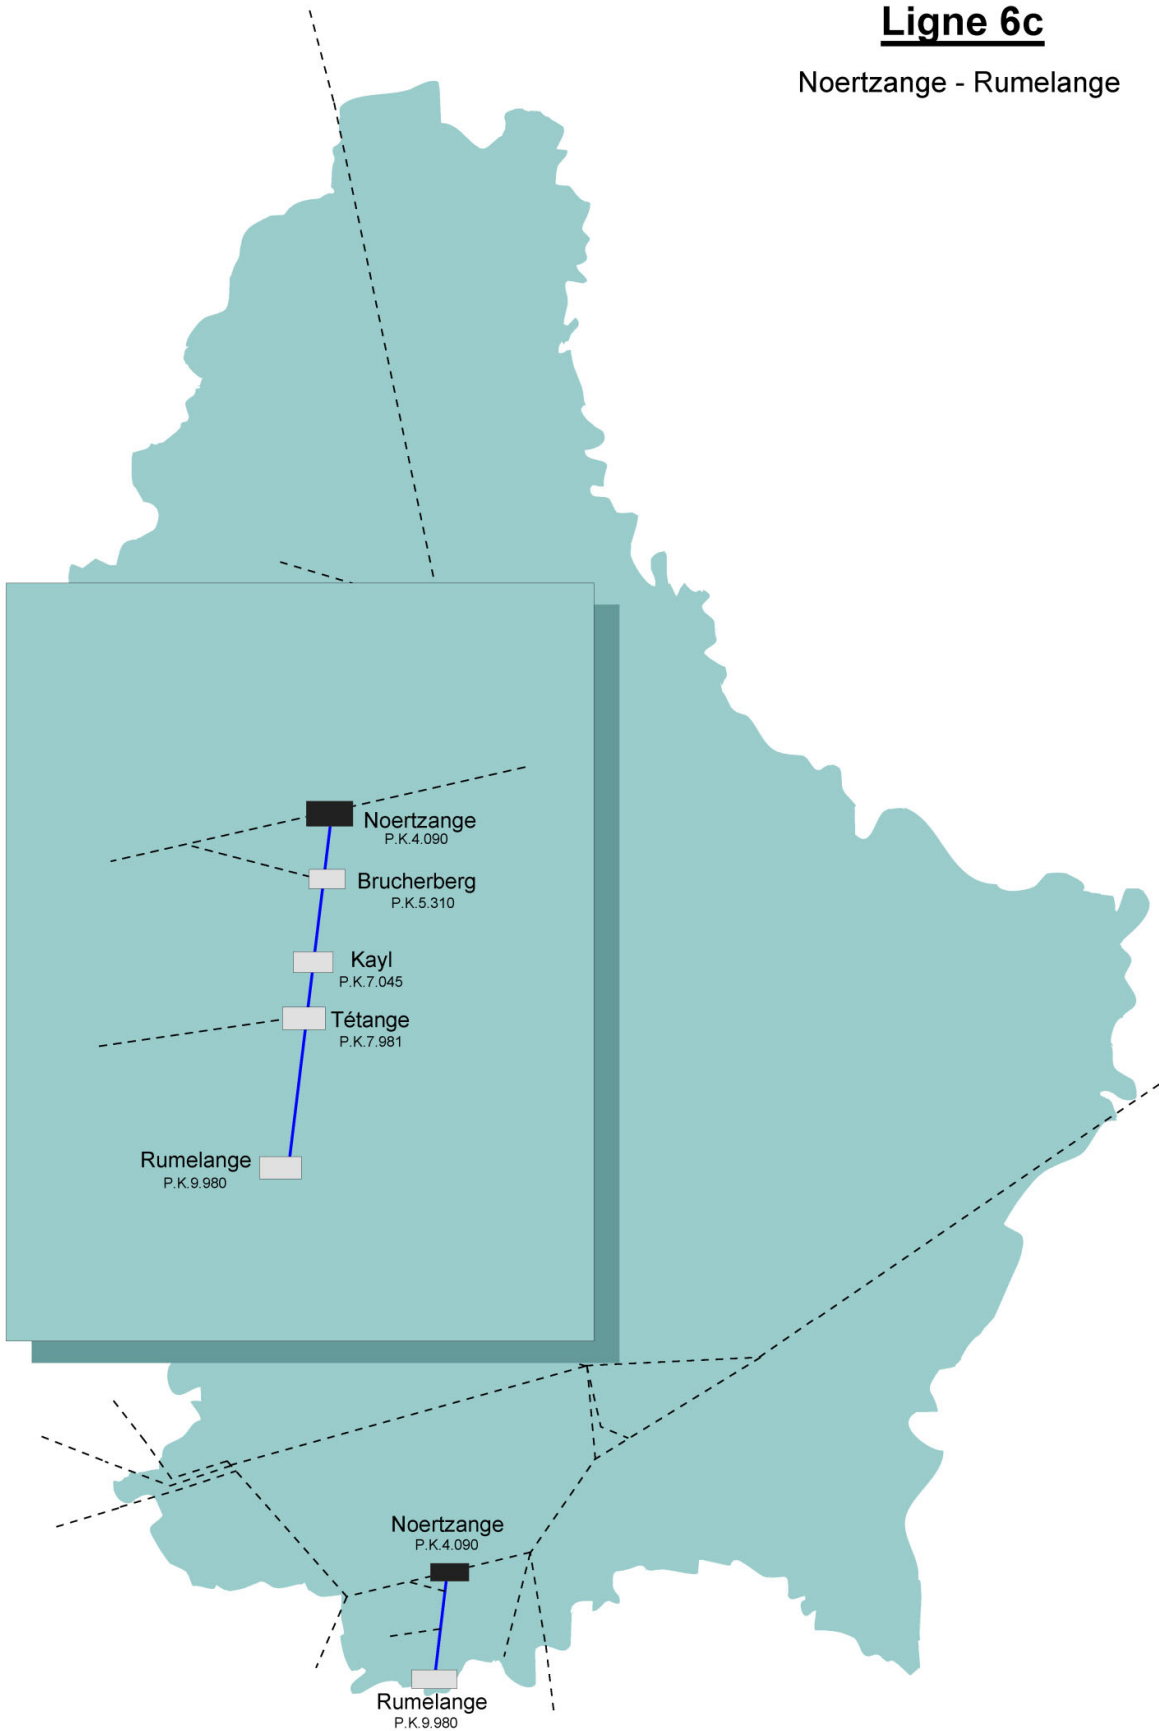 Ligne 6c
Noertzange - Rumelange
Noertzange
P.K.4.090
Brucherberg
P.K.5.310
Kayl
P.K.7.045
Tétange
P.K.7.981
Rumelange
P.K.9.980
Noertzange
P.K.4.090
Rumelange
P.K.9.980